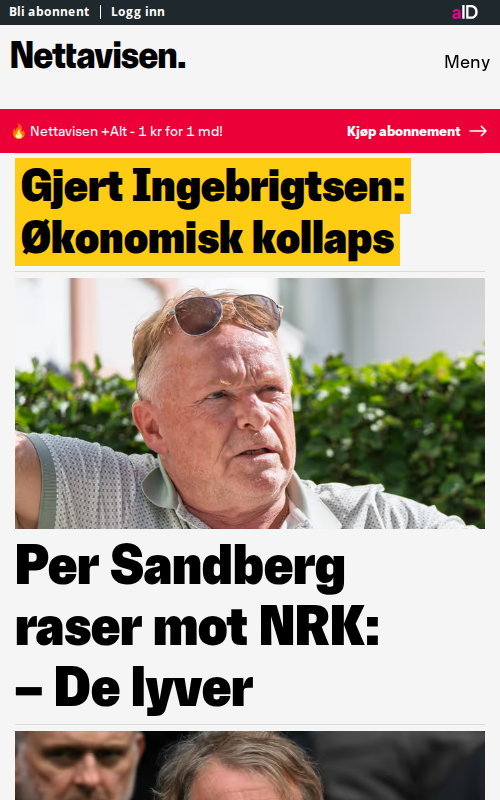 Bli abonnent | Logg inn
aID
Nettavisen.
Meny
🔥 Nettavisen +Alt - 1 kr for 1 md!
Kjøp abonnement →
Gjert Ingebrigtsen:
Økonomisk kollaps
Per Sandberg
raser mot NRK:
– De lyver